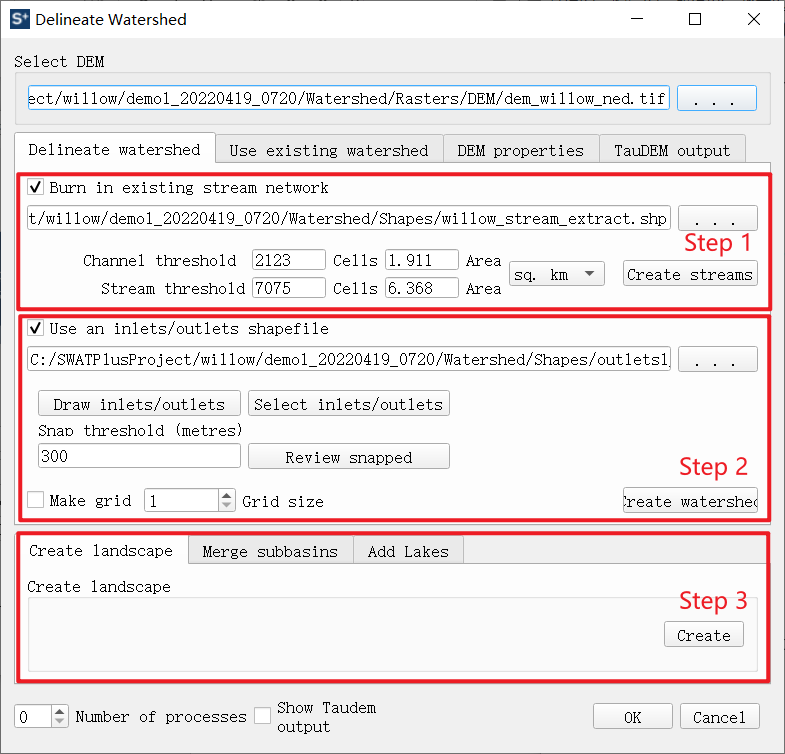 S+ Delineate Watershed
Select DEM
ect/willow/demo1_20220419_0720/Watershed/Rasters/DEM/dem_willow_ned.tif ...
Delineate watershed Use existing watershed DEM properties TauDEM output
Burn in existing stream network
t/willow/demo1_20220419_0720/Watershed/Shapes/willow_stream_extract.shp ...
Step 1
Channel threshold 2123 Cells 1.911 Area
sq. km Create streams
Stream threshold 7075 Cells 6.368 Area
Use an inlets/outlets shapefile
C:/SWATPlusProject/willow/demo1_20220419_0720/Watershed/Shapes/outlets1 ...
Draw inlets/outlets Select inlets/outlets
Snap threshold (metres)
300 Review snapped
Step 2
Make grid 1 Grid size reate watershed
Create landscape Merge subbasins Add Lakes
Create landscape
Step 3
Create
0 Number of processes Show Taudem
output
OK Cancel